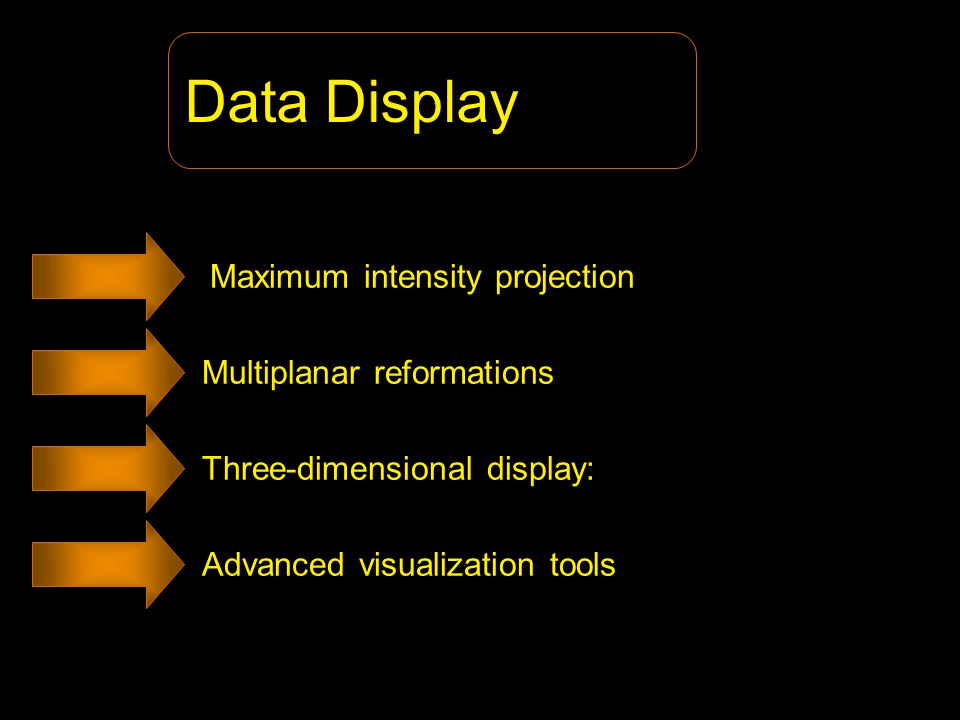 Data Display
Maximum intensity projection
Multiplanar reformations
Three-dimensional display:
Advanced visualization tools